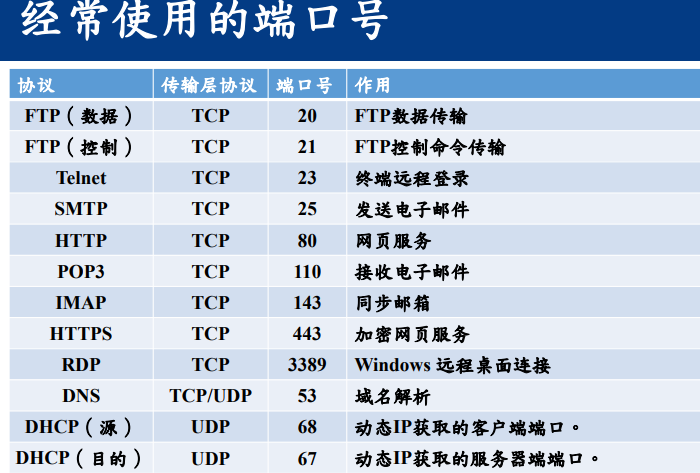 经常使用的端口号
协议 传输层协议 端口号 作用
FTP（数据） TCP 20 FTP数据传输
FTP（控制） TCP 21 FTP控制命令传输
Telnet TCP 23 终端远程登录
SMTP TCP 25 发送电子邮件
HTTP TCP 80 网页服务
POP3 TCP 110 接收电子邮件
IMAP TCP 143 同步邮箱
HTTPS TCP 443 加密网页服务
RDP TCP 3389 Windows 远程桌面连接
DNS TCP/UDP 53 域名解析
DHCP（源） UDP 68 动态IP获取的客户端端口。
DHCP（目的） UDP 67 动态IP获取的服务器端端口。